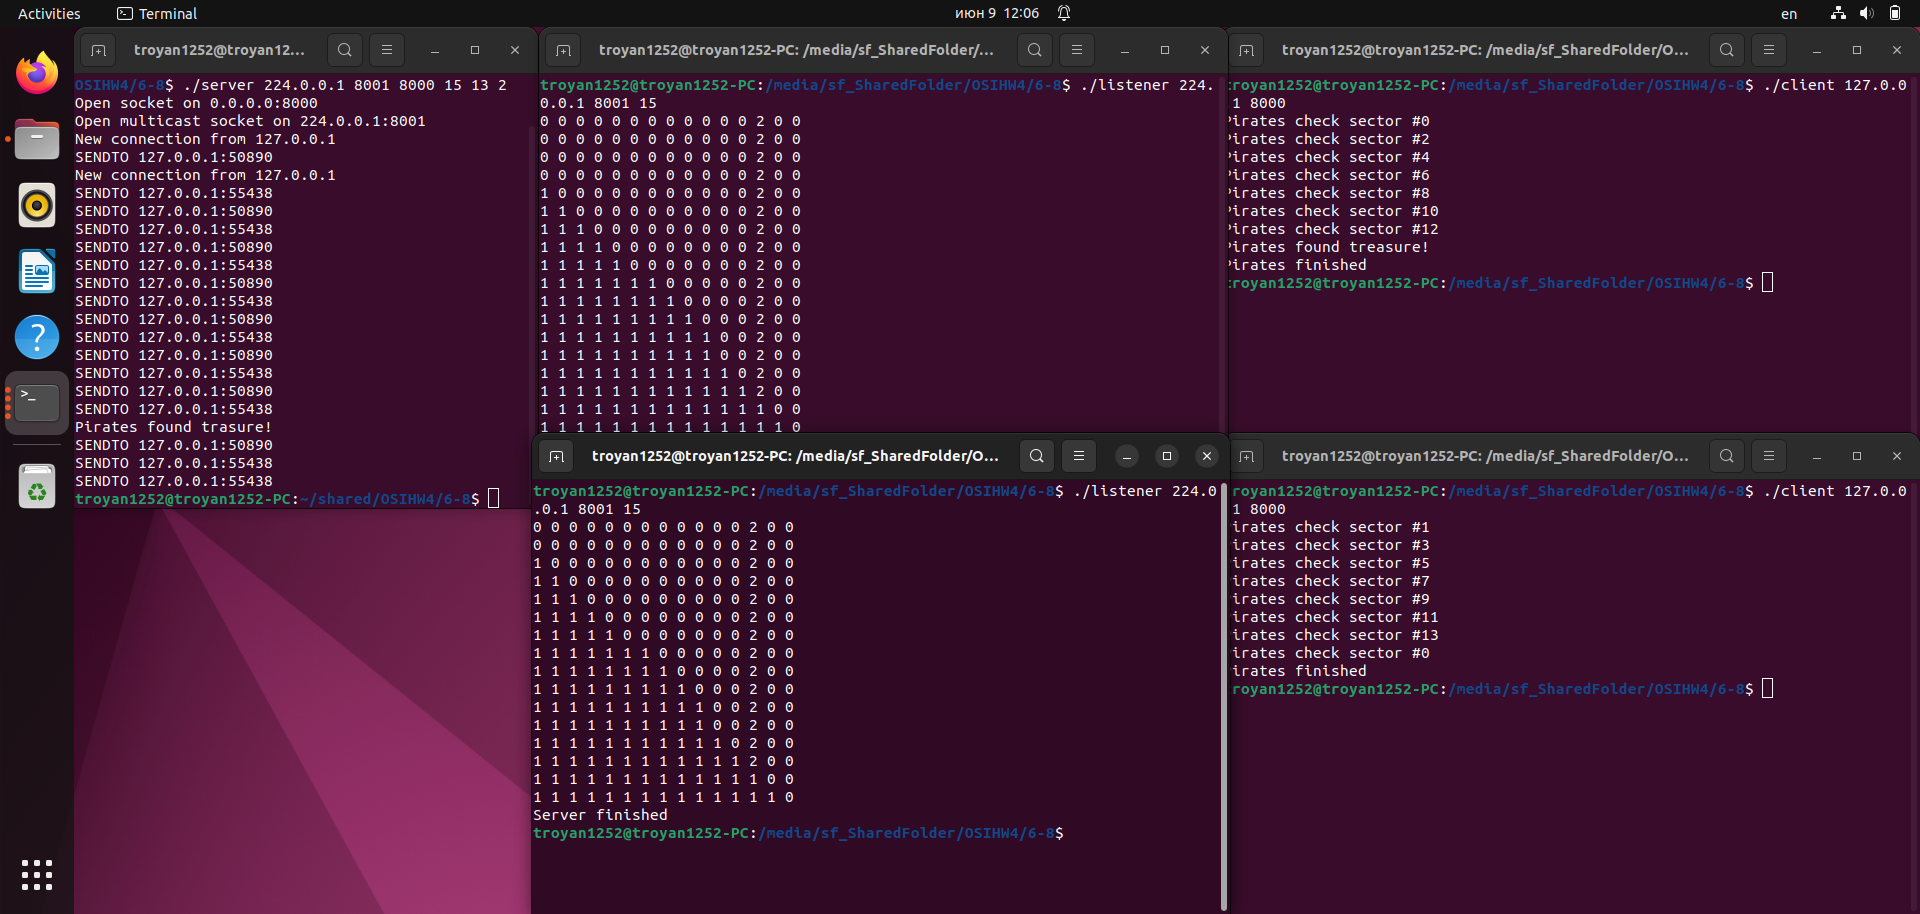 Activities
Terminal
июн 9 12:06
en
troyan1252@troyan12...
OSIHW4/6-8$ ./server 224.0.0.1 8001 8000 15 13 2
Open socket on 0.0.0.0:8000
Open multicast socket on 224.0.0.1:8001
New connection from 127.0.0.1
SENDTO 127.0.0.1:50890
New connection from 127.0.0.1
SENDTO 127.0.0.1:55438
SENDTO 127.0.0.1:50890
SENDTO 127.0.0.1:55438
SENDTO 127.0.0.1:50890
SENDTO 127.0.0.1:55438
SENDTO 127.0.0.1:50890
SENDTO 127.0.0.1:55438
SENDTO 127.0.0.1:50890
SENDTO 127.0.0.1:55438
SENDTO 127.0.0.1:50890
SENDTO 127.0.0.1:55438
SENDTO 127.0.0.1:50890
SENDTO 127.0.0.1:55438
Pirates found trasure!
SENDTO 127.0.0.1:50890
SENDTO 127.0.0.1:55438
SENDTO 127.0.0.1:55438
troyan1252@troyan1252-PC:~/shared/OSIHW4/6-8$
troyan1252@troyan1252-PC: /media/sf_SharedFolder/...
troyan1252@troyan1252-PC:/media/sf_SharedFolder/OSIHW4/6-8$ ./listener 224.
0.0.1 8001 15
0 0 0 0 0 0 0 0 0 0 0 0 2 0 0
0 0 0 0 0 0 0 0 0 0 0 0 2 0 0
0 0 0 0 0 0 0 0 0 0 0 0 2 0 0
0 0 0 0 0 0 0 0 0 0 0 0 2 0 0
1 0 0 0 0 0 0 0 0 0 0 0 2 0 0
1 1 0 0 0 0 0 0 0 0 0 0 2 0 0
1 1 1 0 0 0 0 0 0 0 0 0 2 0 0
1 1 1 1 0 0 0 0 0 0 0 0 2 0 0
1 1 1 1 1 0 0 0 0 0 0 0 2 0 0
1 1 1 1 1 1 1 0 0 0 0 0 2 0 0
1 1 1 1 1 1 1 1 0 0 0 0 2 0 0
1 1 1 1 1 1 1 1 1 0 0 0 2 0 0
1 1 1 1 1 1 1 1 1 1 0 0 2 0 0
1 1 1 1 1 1 1 1 1 1 0 0 2 0 0
1 1 1 1 1 1 1 1 1 1 1 0 2 0 0
1 1 1 1 1 1 1 1 1 1 1 1 2 0 0
1 1 1 1 1 1 1 1 1 1 1 1 1 0 0
1 1 1 1 1 1 1 1 1 1 1 1 1 1 0
troyan1252@troyan1252-PC: /media/sf_SharedFolder/O...
troyan1252@troyan1252-PC:/media/sf_SharedFolder/OSIHW4/6-8$ ./client 127.0.0
1 8000
Pirates check sector #0
Pirates check sector #2
Pirates check sector #4
Pirates check sector #6
Pirates check sector #8
Pirates check sector #10
Pirates check sector #12
Pirates found treasure!
Pirates finished
troyan1252@troyan1252-PC:/media/sf_SharedFolder/OSIHW4/6-8$
troyan1252@troyan1252-PC: /media/sf_SharedFolder/O...
troyan1252@troyan1252-PC:/media/sf_SharedFolder/OSIHW4/6-8$ ./listener 224.0
.0.1 8001 15
0 0 0 0 0 0 0 0 0 0 0 0 2 0 0
0 0 0 0 0 0 0 0 0 0 0 0 2 0 0
1 0 0 0 0 0 0 0 0 0 0 0 2 0 0
1 1 0 0 0 0 0 0 0 0 0 0 2 0 0
1 1 1 0 0 0 0 0 0 0 0 0 2 0 0
1 1 1 1 0 0 0 0 0 0 0 0 2 0 0
1 1 1 1 1 0 0 0 0 0 0 0 2 0 0
1 1 1 1 1 1 1 0 0 0 0 0 2 0 0
1 1 1 1 1 1 1 1 0 0 0 0 2 0 0
1 1 1 1 1 1 1 1 1 0 0 0 2 0 0
1 1 1 1 1 1 1 1 1 1 0 0 2 0 0
1 1 1 1 1 1 1 1 1 1 0 0 2 0 0
1 1 1 1 1 1 1 1 1 1 1 0 2 0 0
1 1 1 1 1 1 1 1 1 1 1 1 2 0 0
1 1 1 1 1 1 1 1 1 1 1 1 1 0 0
1 1 1 1 1 1 1 1 1 1 1 1 1 1 0
Server finished
troyan1252@troyan1252-PC:/media/sf_SharedFolder/OSIHW4/6-8$
troyan1252@troyan1252-PC: /media/sf_SharedFolder/O...
royan1252@troyan1252-PC:/media/sf_SharedFolder/OSIHW4/6-8$ ./client 127.0.0
1 8000
irates check sector #1
irates check sector #3
irates check sector #5
irates check sector #7
irates check sector #9
irates check sector #11
irates check sector #13
irates check sector #0
irates finished
royan1252@troyan1252-PC:/media/sf_SharedFolder/OSIHW4/6-8$